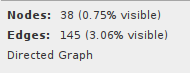 Nodes: 38 (0.75% visible)
Edges: 145 (3.06% visible)
Directed Graph